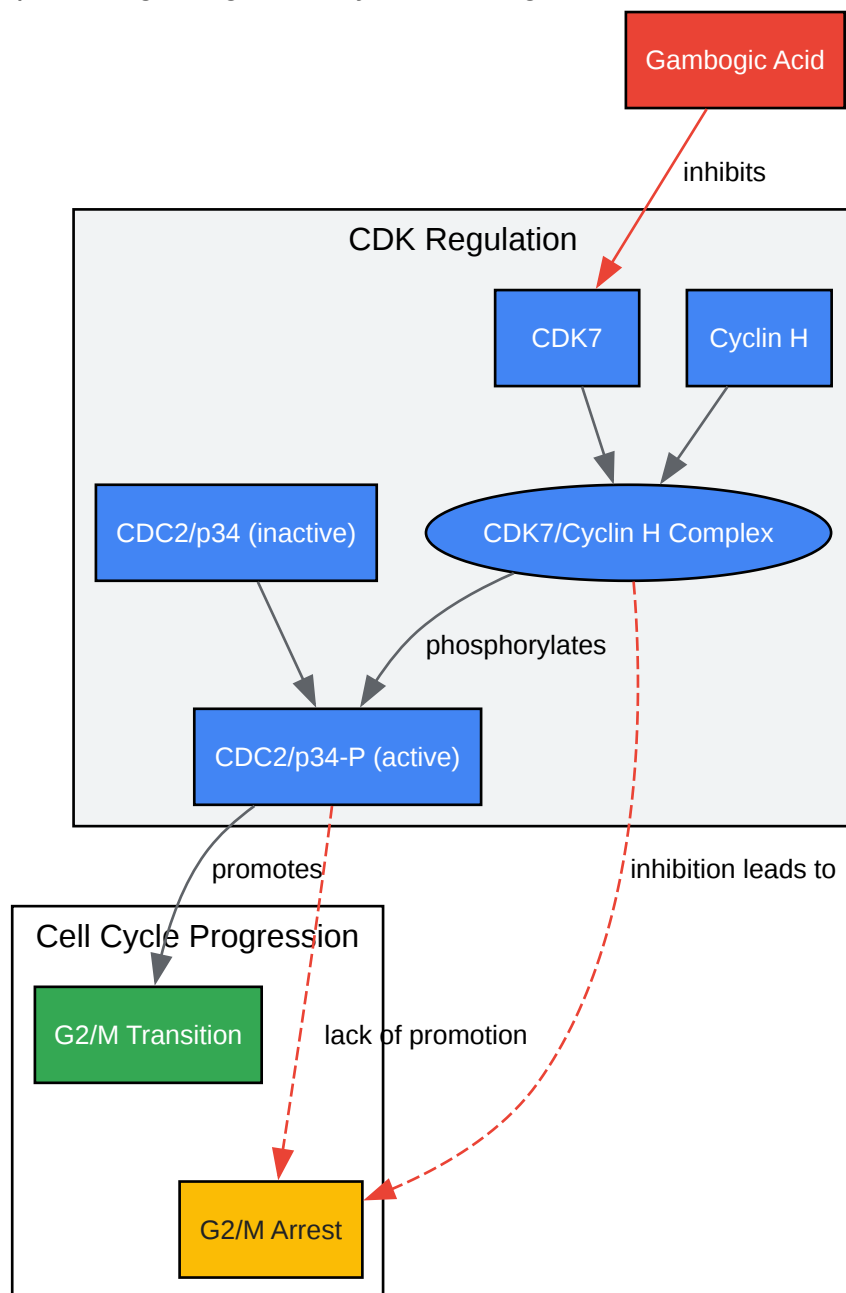 Gambogic Acid
inhibits
CDK Regulation
CDK7
Cyclin H
CDC2/p34 (inactive)
CDK7/Cyclin H Complex
phosphorylates
CDC2/p34-P (active)
promotes
inhibition leads to
Cell Cycle Progression
G2/M Transition
lack of promotion
G2/M Arrest